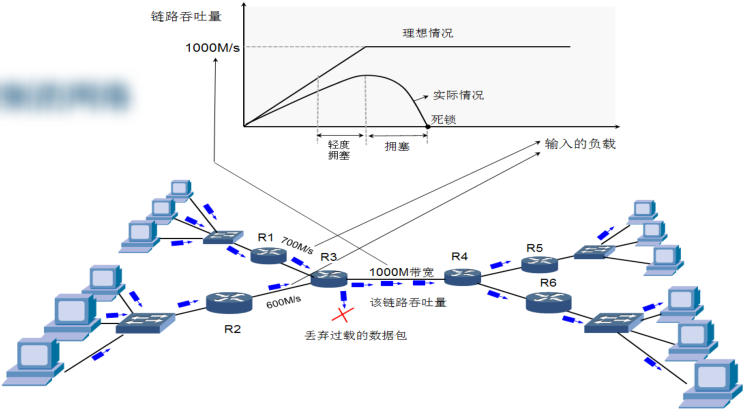 链路吞吐量
理想情况
1000M/s
实际情况
死锁
轻度
拥塞
拥塞
输入的负载
R1
700M/s
R3
R4
R5
1000M带宽
R6
600M/s
该链路吞吐量
R2
丢弃过载的数据包